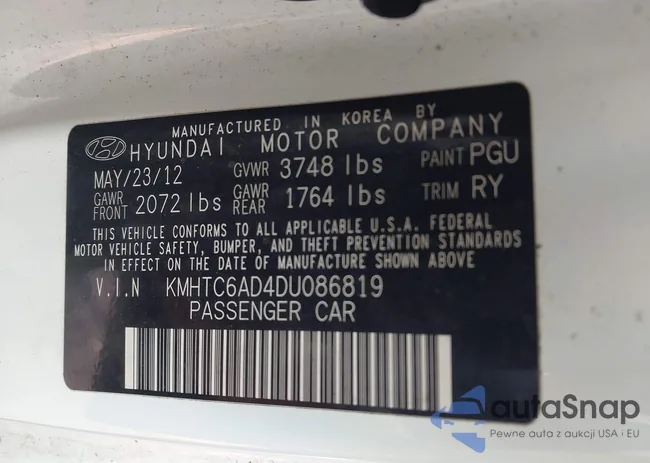 MANUFACTURED IN KOREA BY
HYUNDAI MOTOR COMPANY
MAY/23/12 GVWR 3748 lbs PAINT PGU
GAWR FRONT 2072 lbs GAWR REAR 1764 lbs TRIM RY
THIS VEHICLE CONFORMS TO ALL APPLICABLE U.S.A. FEDERAL
MOTOR VEHICLE SAFETY, BUMPER, AND THEFT PREVENTION STANDARDS
IN EFFECT ON THE DATE OF MANUFACTURE SHOWN ABOVE.
V.I.N KMHTC6AD4DU086819
PASSENGER CAR
autaSnap
Pewne auta z aukcji USA i EU